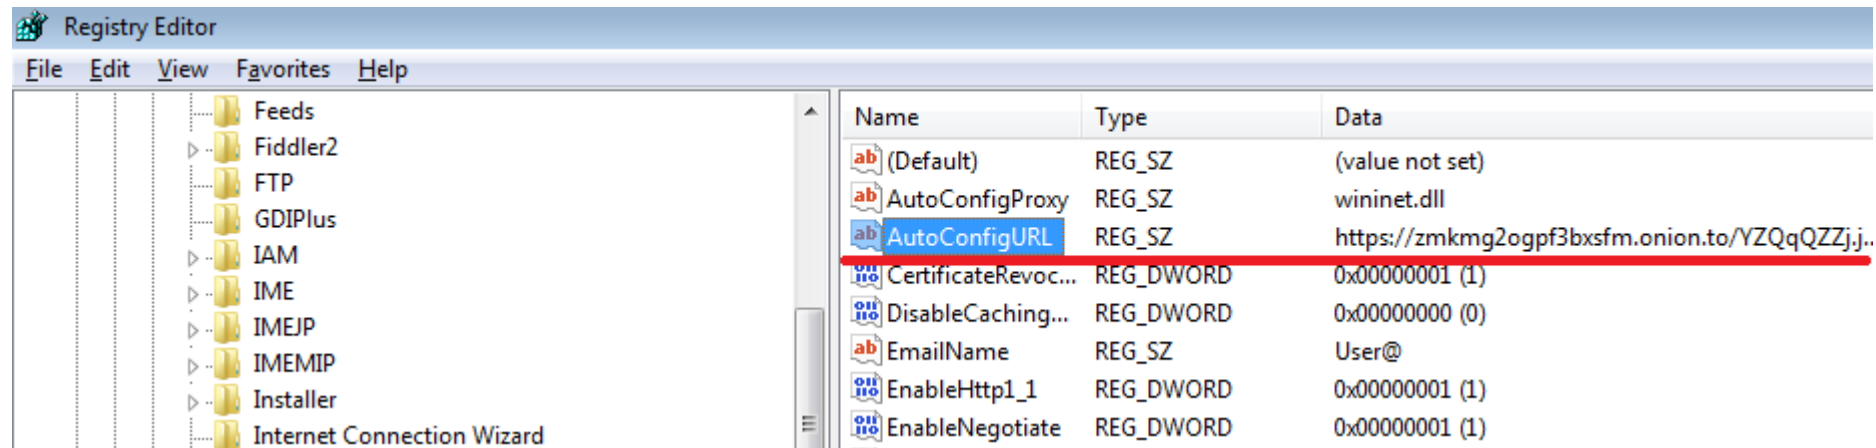 Registry Editor
File Edit View Favorites Help
Feeds
Fiddler2
FTP
GDIPlus
IAM
IME
IMEJP
IMEMIP
Installer
Internet Connection Wizard
Name Type Data
(Default) REG_SZ (value not set)
AutoConfigProxy REG_SZ wininet.dll
AutoConfigURL REG_SZ https://zmkmg2ogpf3bxsfm.onion.to/YZQqQZZj.j...
CertificateRevoc... REG_DWORD 0x00000001 (1)
DisableCaching... REG_DWORD 0x00000000 (0)
EmailName REG_SZ User@
EnableHttp1_1 REG_DWORD 0x00000001 (1)
EnableNegotiate REG_DWORD 0x00000001 (1)